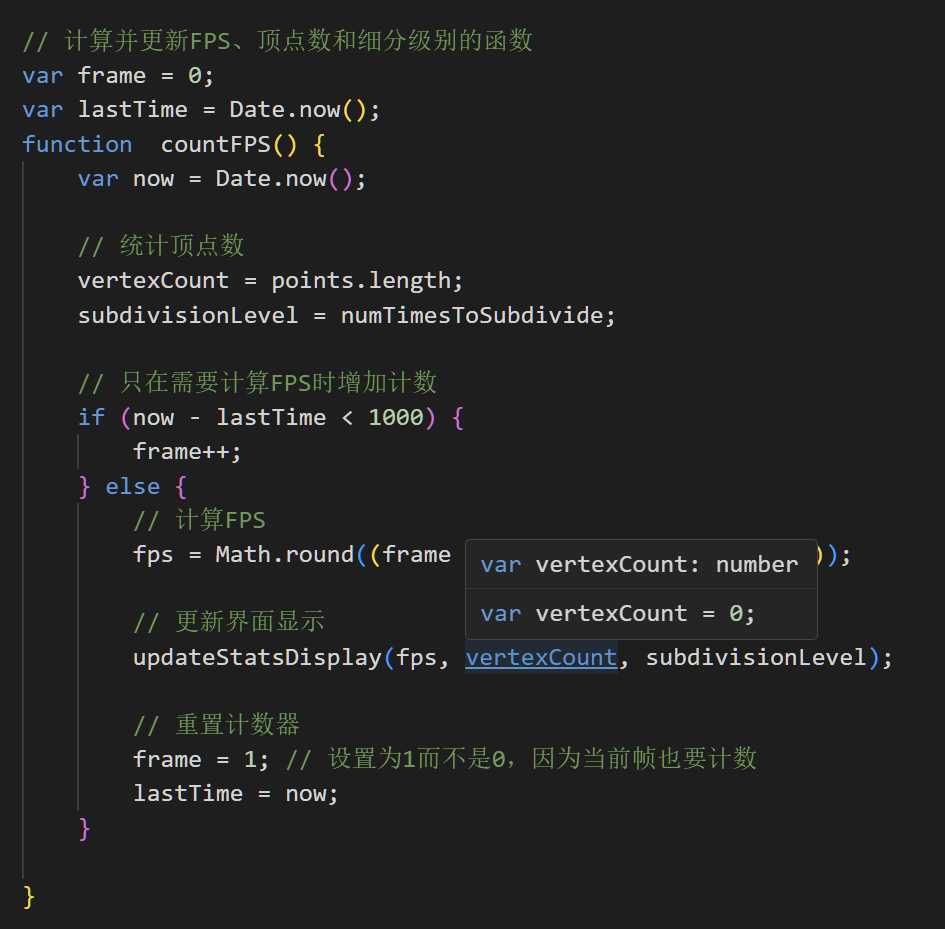 // 计算并更新FPS、顶点数和细分级别的函数
var frame = 0;
var lastTime = Date.now();
function  countFPS() {
    var now = Date.now();
    // 统计顶点数
    vertexCount = points.length;
    subdivisionLevel = numTimesToSubdivide;
    // 只在需要计算FPS时增加计数
    if (now - lastTime < 1000) {
        frame++;
    } else {
        // 计算FPS
        fps = Math.round((frame ));
var vertexCount: number
var vertexCount = 0;
        // 更新界面显示
        updateStatsDisplay(fps, vertexCount, subdivisionLevel);
        // 重置计数器
        frame = 1; // 设置为1而不是0，因为当前帧也要计数
        lastTime = now;
    }
}